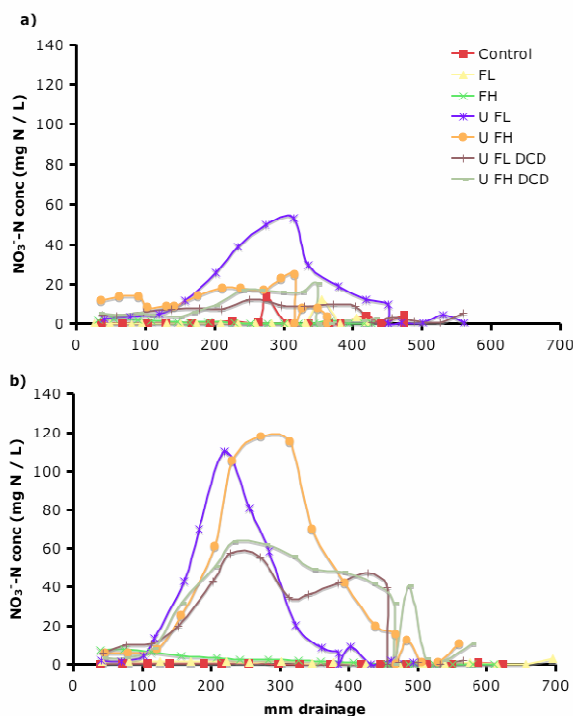 a)
140
120
100
80
60
40
20
0
NO₃⁻-N conc (mg N / L)
Control
FL
FH
U FL
U FH
U FL DCD
U FH DCD
0 100 200 300 400 500 600 700
b)
140
120
100
80
60
40
20
0
NO₃⁻-N conc (mg N / L)
0 100 200 300 400 500 600 700
mm drainage